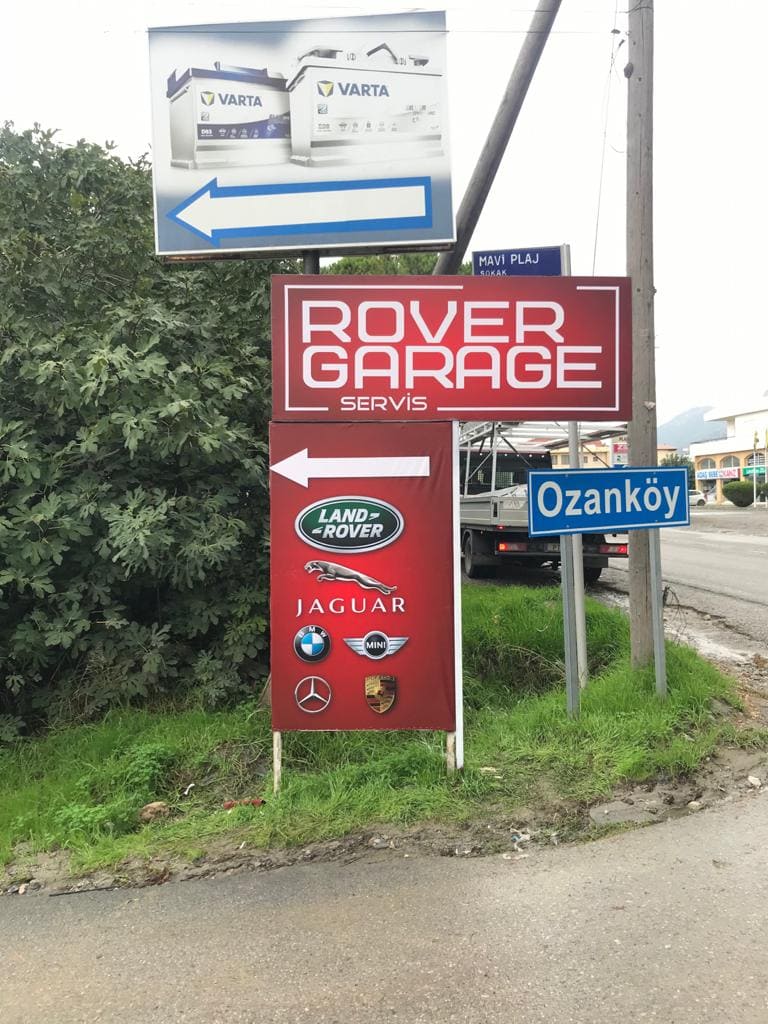 VARTA
VARTA
MAVİ PLAJ
SOKAK
ROVER
GARAGE
SERVİS
LAND-
ROVER
JAGUAR
BMW
MINI
Ozanköy